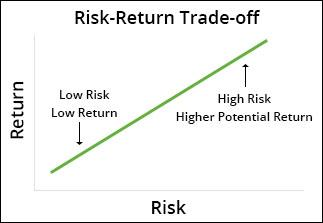 Risk-Return Trade-off
Low Risk
Low Return
High Risk
Higher Potential Return
Return
Risk